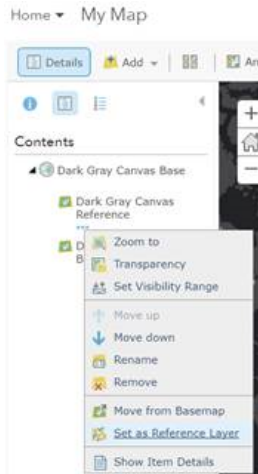 Home ▾ My Map
Details Add ▾ An
Contents
Dark Gray Canvas Base
Dark Gray Canvas
Reference
D
B
Zoom to
Transparency
Set Visibility Range
Move up
Move down
Rename
Remove
Move from Basemap
Set as Reference Layer
Show Item Details